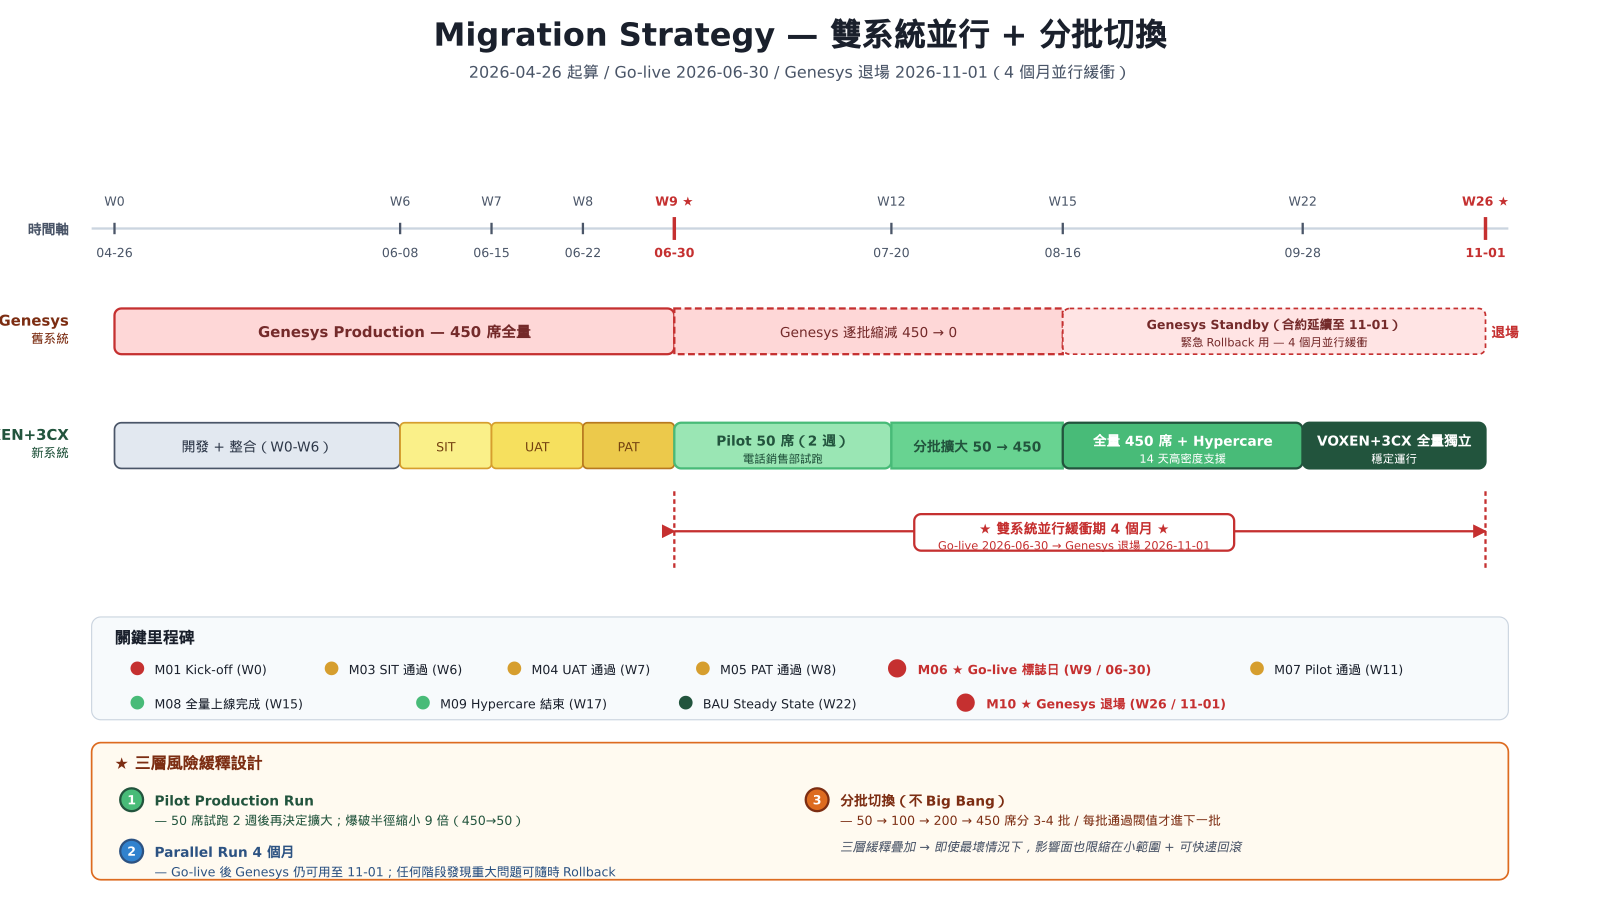 Migration Strategy — 雙系統並行 + 分批切換
2026-04-26 起算 / Go-live 2026-06-30 / Genesys 退場 2026-11-01（4 個月並行緩衝）
W0 W6 W7 W8 W9 ★ W12 W15 W22 W26 ★
時間軸
04-26 06-08 06-15 06-22 06-30 07-20 08-16 09-28 11-01
Genesys
舊系統
Genesys Production — 450 席全量
Genesys 逐批縮減 450 → 0
Genesys Standby（合約延續至 11-01）
緊急 Rollback 用 — 4 個月並行緩衝
退場
XEN+3CX
新系統
開發 + 整合（W0-W6）
SIT
UAT
PAT
Pilot 50 席（2 週）
電話銷售部試跑
分批擴大 50 → 450
全量 450 席 + Hypercare
14 天高密度支援
VOXEN+3CX 全量獨立
穩定運行
★ 雙系統並行緩衝期 4 個月 ★
Go-live 2026-06-30 → Genesys 退場 2026-11-01
關鍵里程碑
M01 Kick-off (W0) M03 SIT 通過 (W6) M04 UAT 通過 (W7) M05 PAT 通過 (W8) M06 ★ Go-live 標誌日 (W9 / 06-30) M07 Pilot 通過 (W11)
M08 全量上線完成 (W15) M09 Hypercare 結束 (W17) BAU Steady State (W22) M10 ★ Genesys 退場 (W26 / 11-01)
★ 三層風險緩釋設計
1 Pilot Production Run
— 50 席試跑 2 週後再決定擴大；爆破半徑縮小 9 倍（450→50）
2 Parallel Run 4 個月
— Go-live 後 Genesys 仍可用至 11-01；任何階段發現重大問題可隨時 Rollback
3 分批切換（不 Big Bang）
— 50 → 100 → 200 → 450 席分 3-4 批 / 每批通過閥值才進下一批
三層緩釋疊加 → 即使最壞情況下，影響面也限縮在小範圍 + 可快速回滾